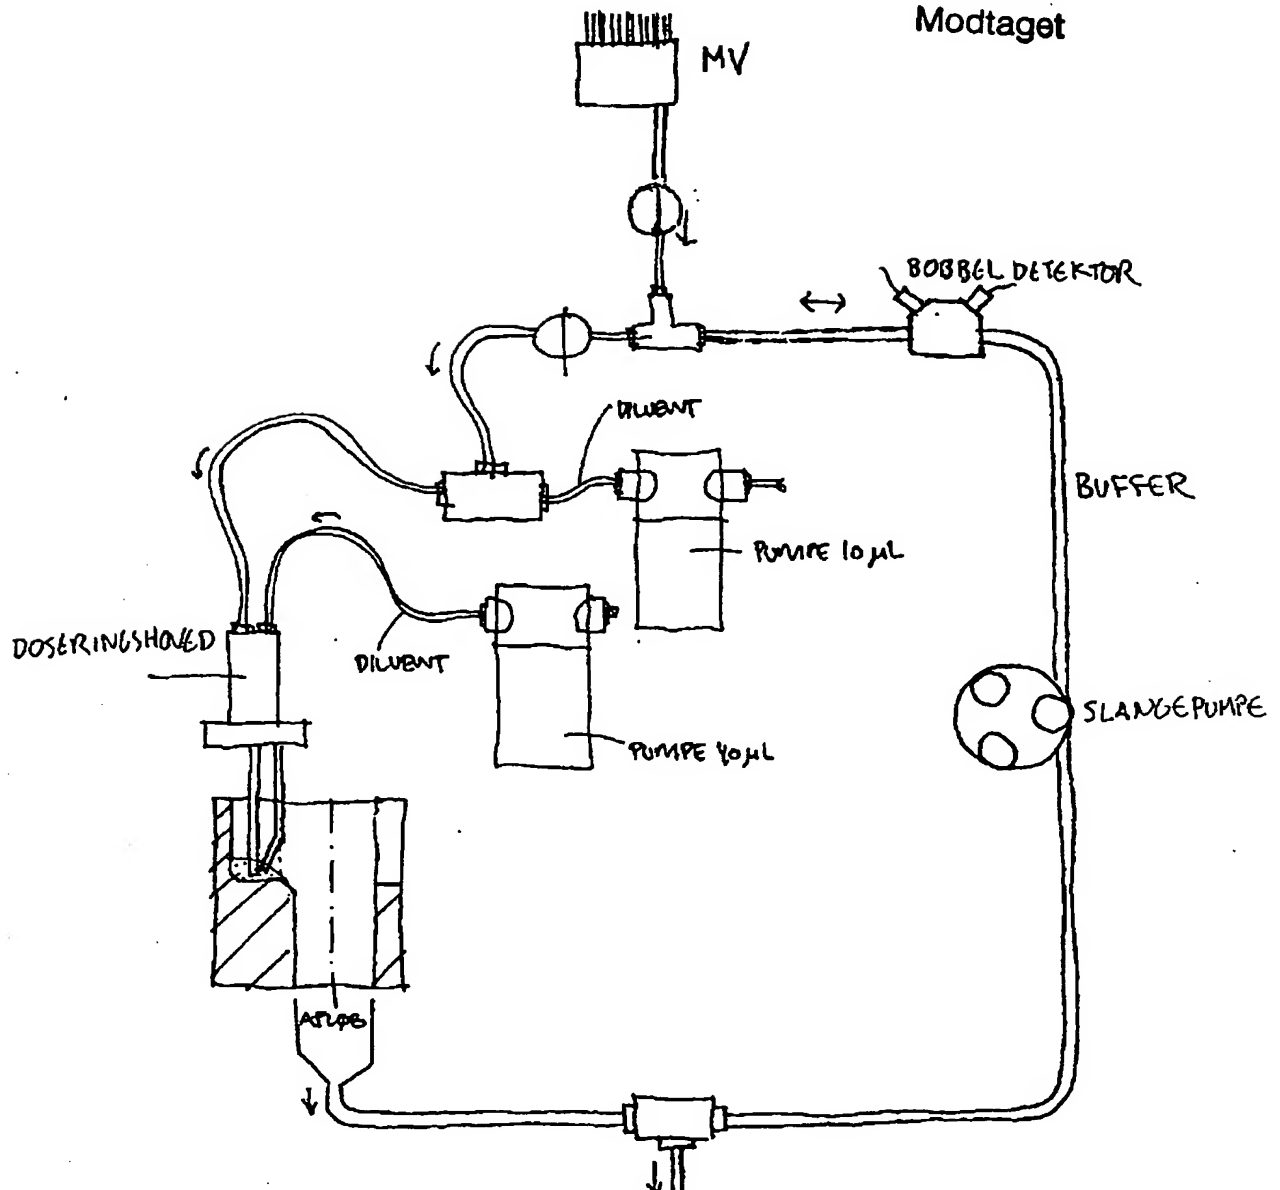 Modtaget
MV
BOBBEL DETEKTOR
DILUENT
BUFFER
PUMPE 10 µL
DOSERINGSHOVED
DILUENT
SLANGEPUMPE
PUMPE 40 µL
AFLØB